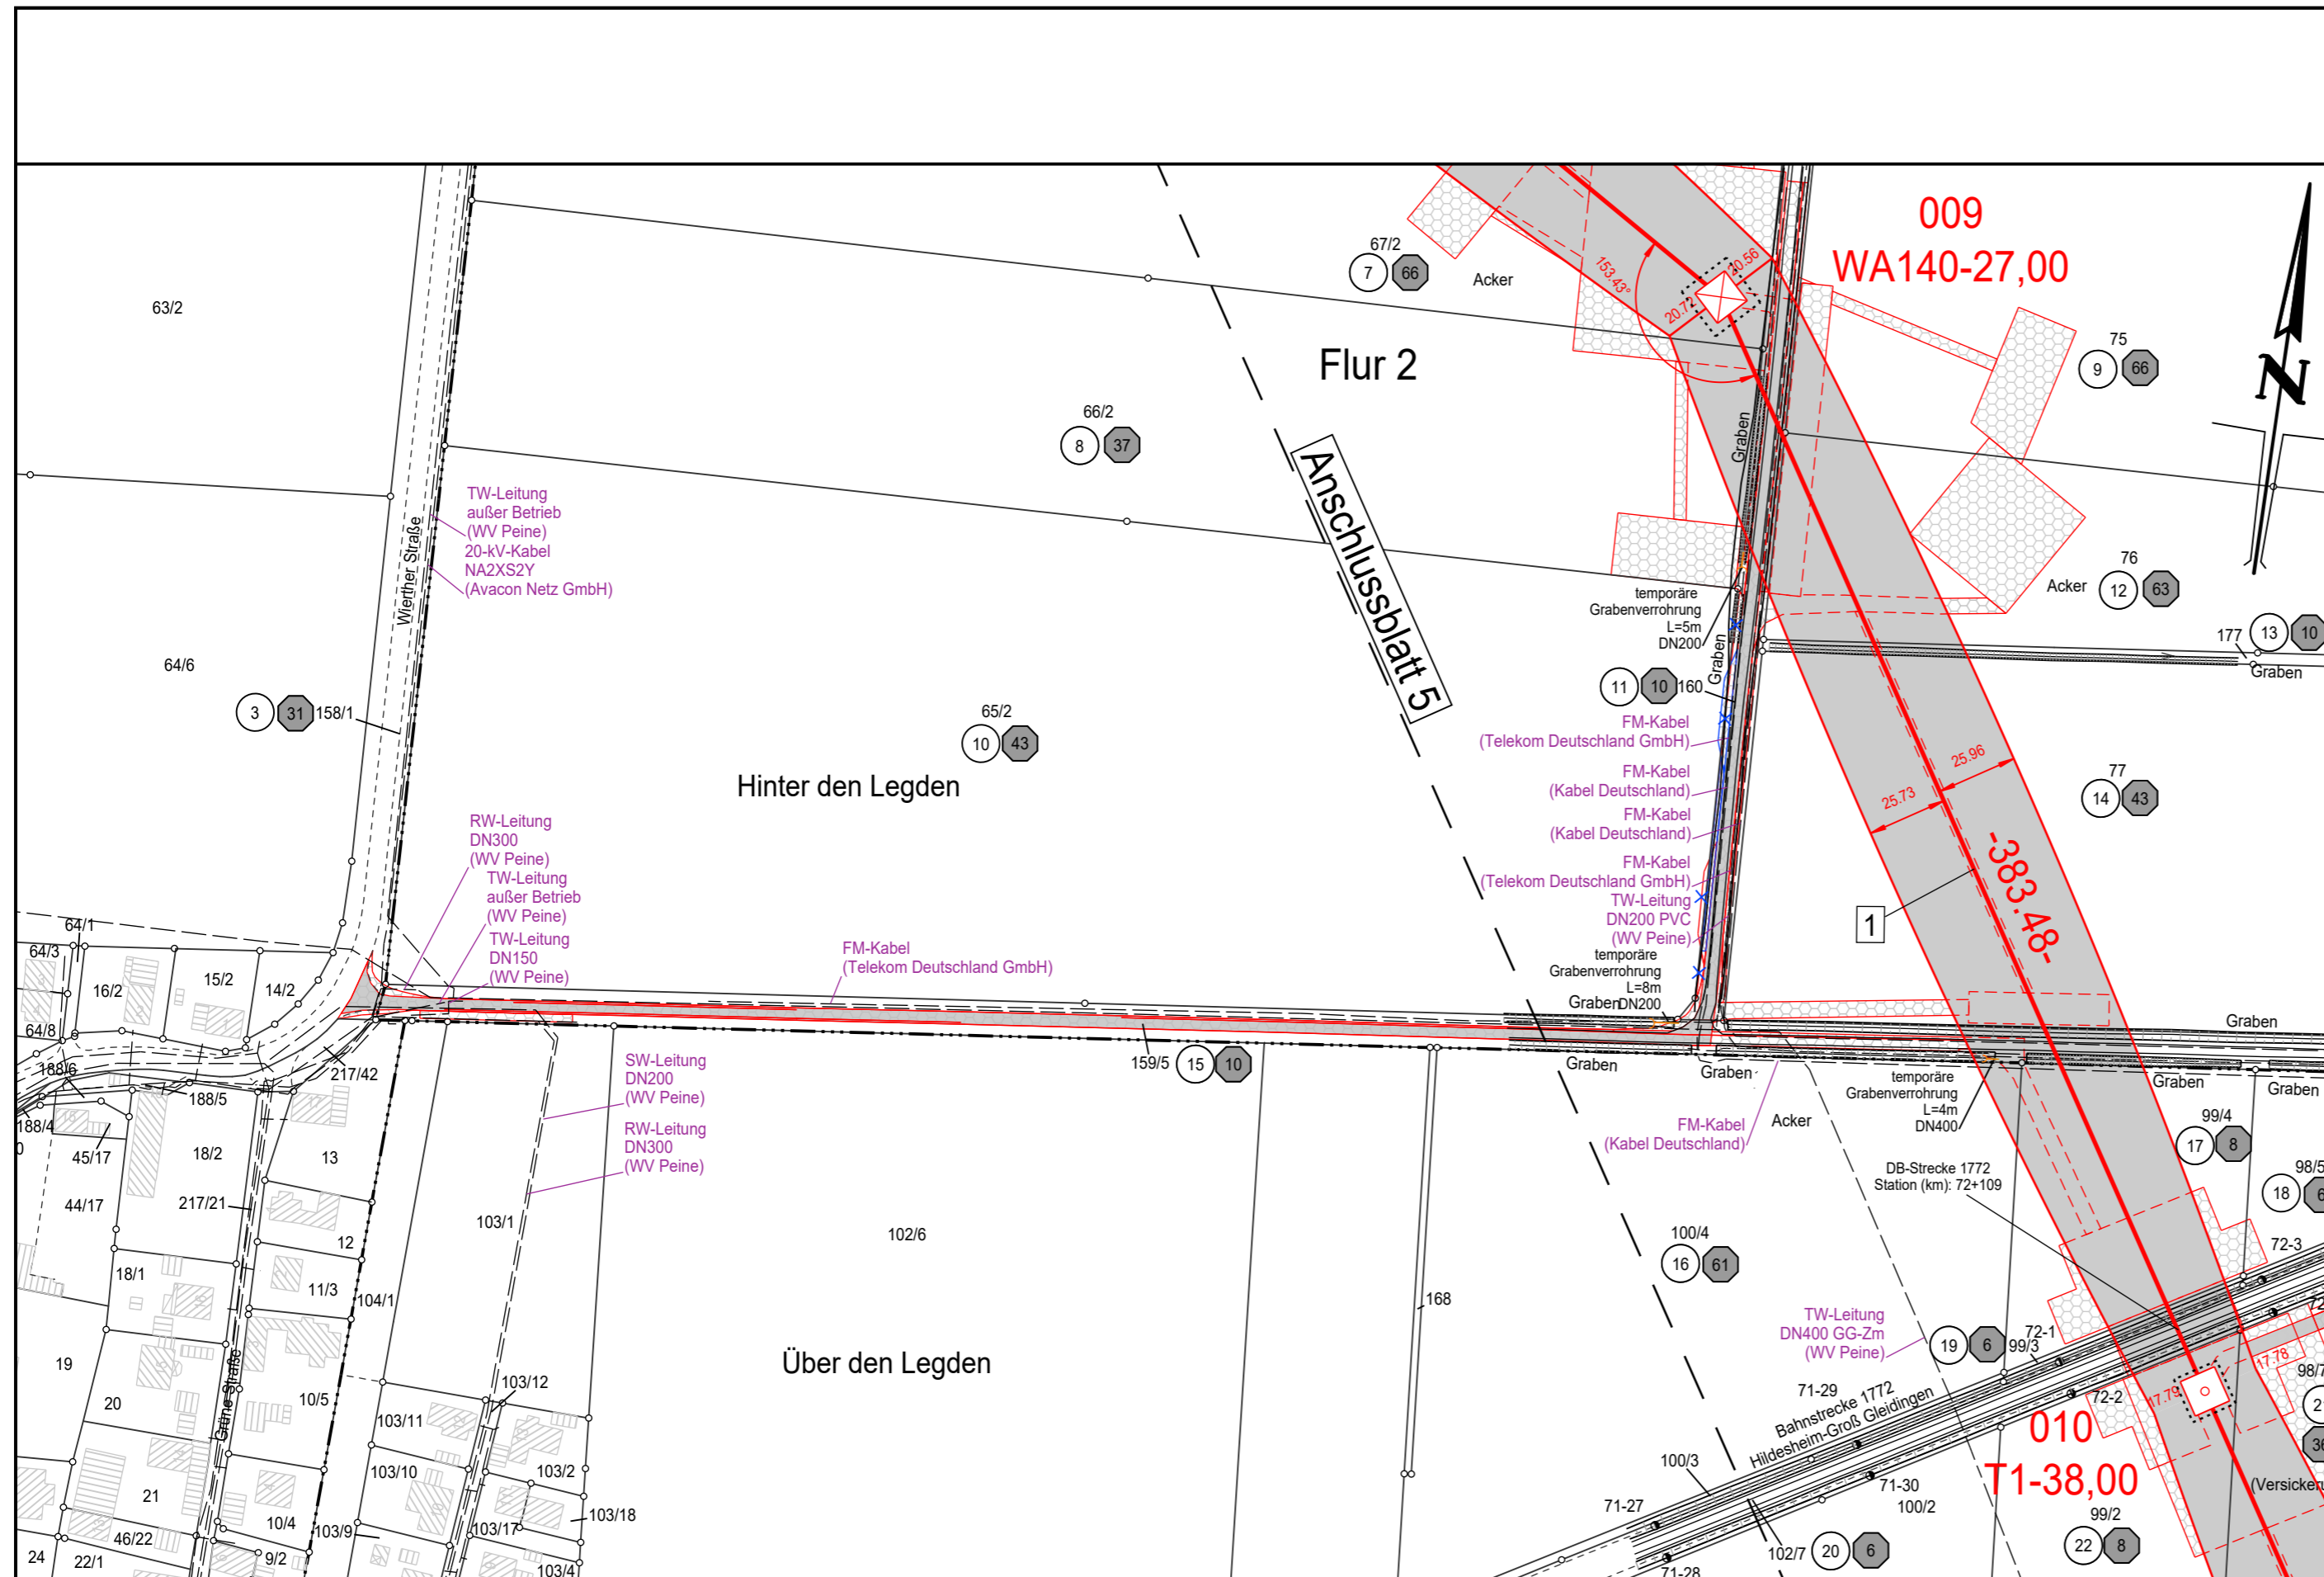 009
WA140-27,00
67/2
7
66
Acker
153.43°
20.56
20.72
63/2
Flur 2
75
9
66
N
66/2
8
37
Graben
Anschlussblatt 5
TW-Leitung
außer Betrieb
(WV Peine)
20-kV-Kabel
NA2XS2Y
(Avacon Netz GmbH)
Wierther Straße
76
Acker
12
63
temporäre
Grabenverrohrung
L=5m
DN200
177
13
10
Graben
Graben
64/6
3
31
158/1
65/2
10
43
11
10
160
FM-Kabel
(Telekom Deutschland GmbH)
FM-Kabel
(Kabel Deutschland)
FM-Kabel
(Kabel Deutschland)
FM-Kabel
(Telekom Deutschland GmbH)
TW-Leitung
DN200 PVC
(WV Peine)
25.96
25.73
77
14
43
Hinter den Legden
-383.48-
1
RW-Leitung
DN300
(WV Peine)
TW-Leitung
außer Betrieb
(WV Peine)
TW-Leitung
DN150
(WV Peine)
FM-Kabel
(Telekom Deutschland GmbH)
temporäre
Grabenverrohrung
L=8m
DN200
Graben
64/1
64/3
16/2
15/2
14/2
64/8
Graben
159/5
15
10
Graben
Graben
Graben
Graben
temporäre
Grabenverrohrung
L=4m
DN400
188/6
188/5
217/42
188/4
0
45/17
18/2
13
44/17
217/21
SW-Leitung
DN200
(WV Peine)
RW-Leitung
DN300
(WV Peine)
FM-Kabel
(Kabel Deutschland)
Acker
99/4
17
8
DB-Strecke 1772
Station (km): 72+109
98/5
18
6
12
103/1
102/6
100/4
16
61
72-3
18/1
11/3
104/1
168
TW-Leitung
DN400 GG-Zm
(WV Peine)
19
6
99/3
72-1
72
19
Über den Legden
17.78
17.79
98/7
2
36
20
Grüne Straße
10/5
103/12
103/11
71-29
Bahnstrecke 1772
Hildesheim-Groß Gleidingen
72-2
010
T1-38,00
103/10
103/2
100/3
71-30
100/2
(Versicker
21
10/4
103/9
103/17
103/18
71-27
99/2
22
8
46/22
24
22/1
9/2
103/4
102/7
20
6
71-28